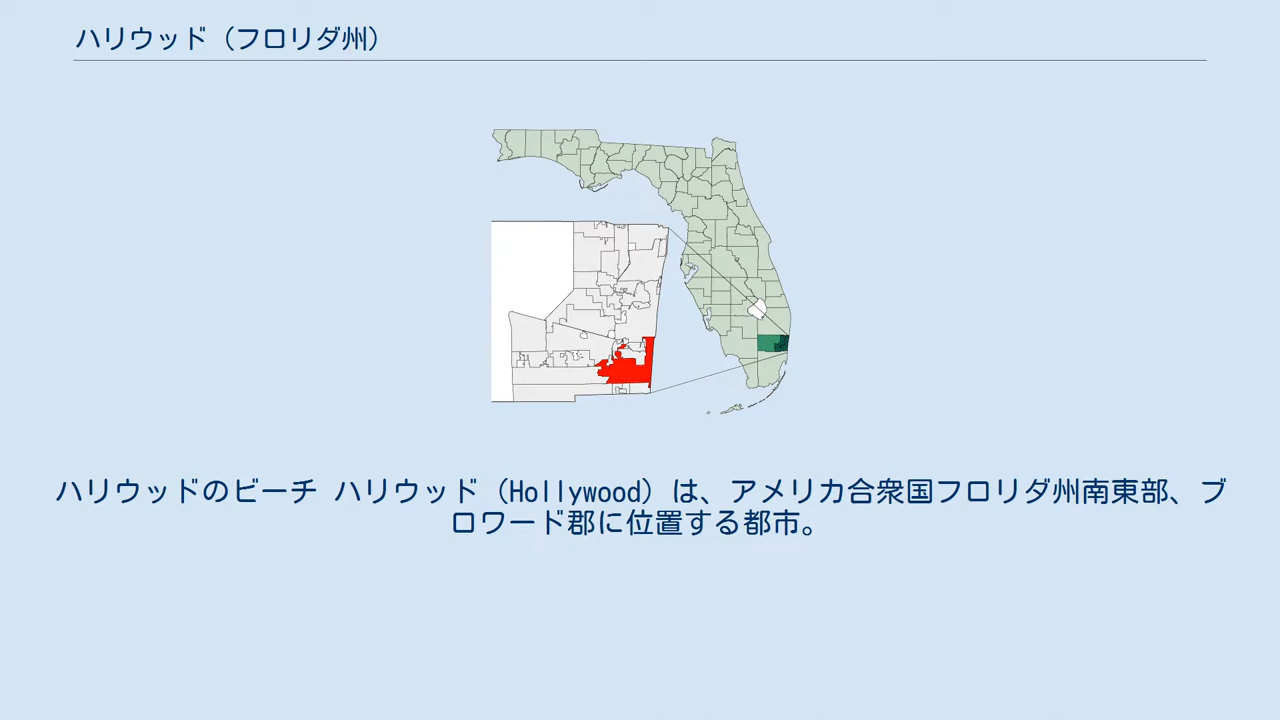 ハリウッド（フロリダ州）
ハリウッドのビーチ ハリウッド（Hollywood）は、アメリカ合衆国フロリダ州南東部、ブ
ロワード郡に位置する都市。